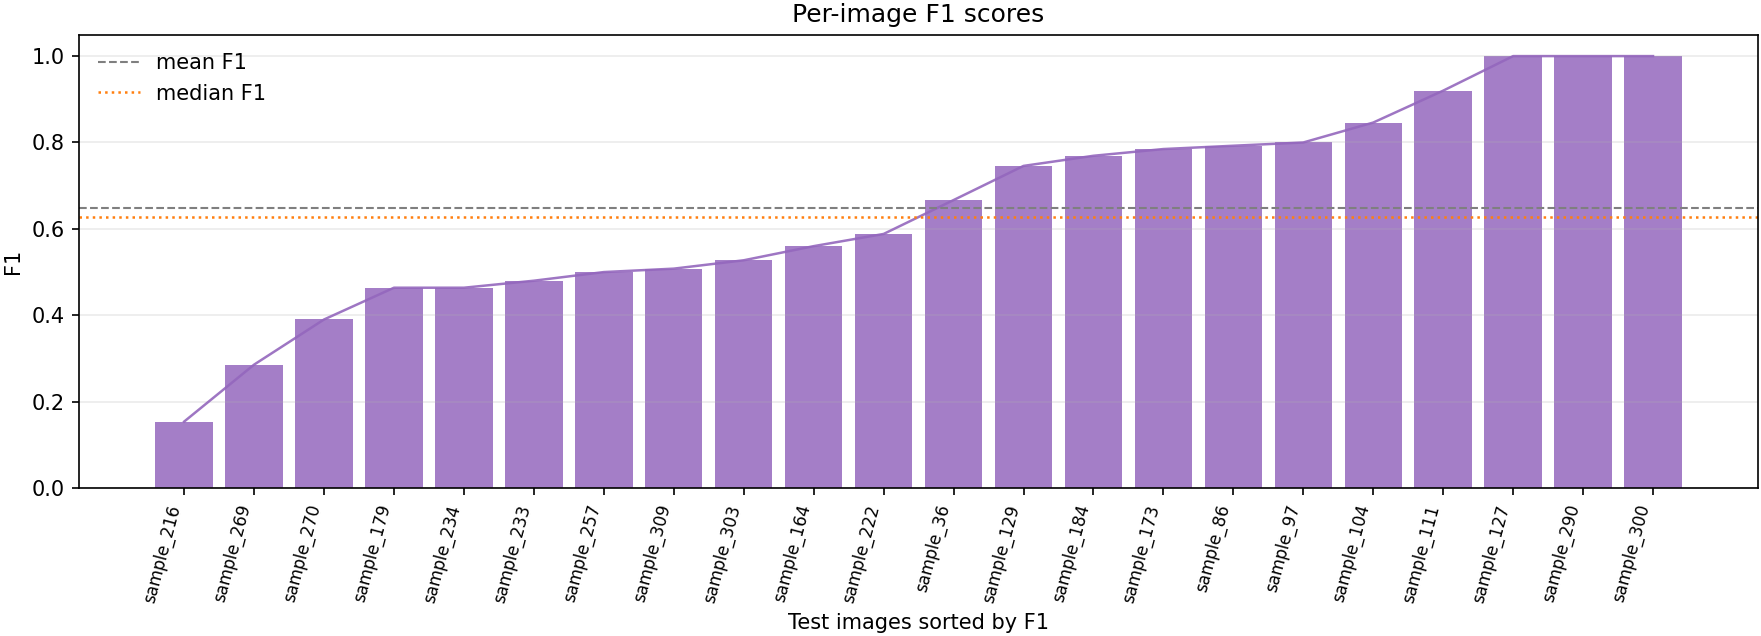 Per-image F1 scores
mean F1
median F1
1.0
0.8
0.6
0.4
0.2
0.0
F1
sample_216
sample_269
sample_270
sample_179
sample_234
sample_233
sample_257
sample_309
sample_303
sample_164
sample_222
sample_36
sample_129
sample_184
sample_173
sample_86
sample_97
sample_104
sample_111
sample_127
sample_290
sample_300
Test images sorted by F1